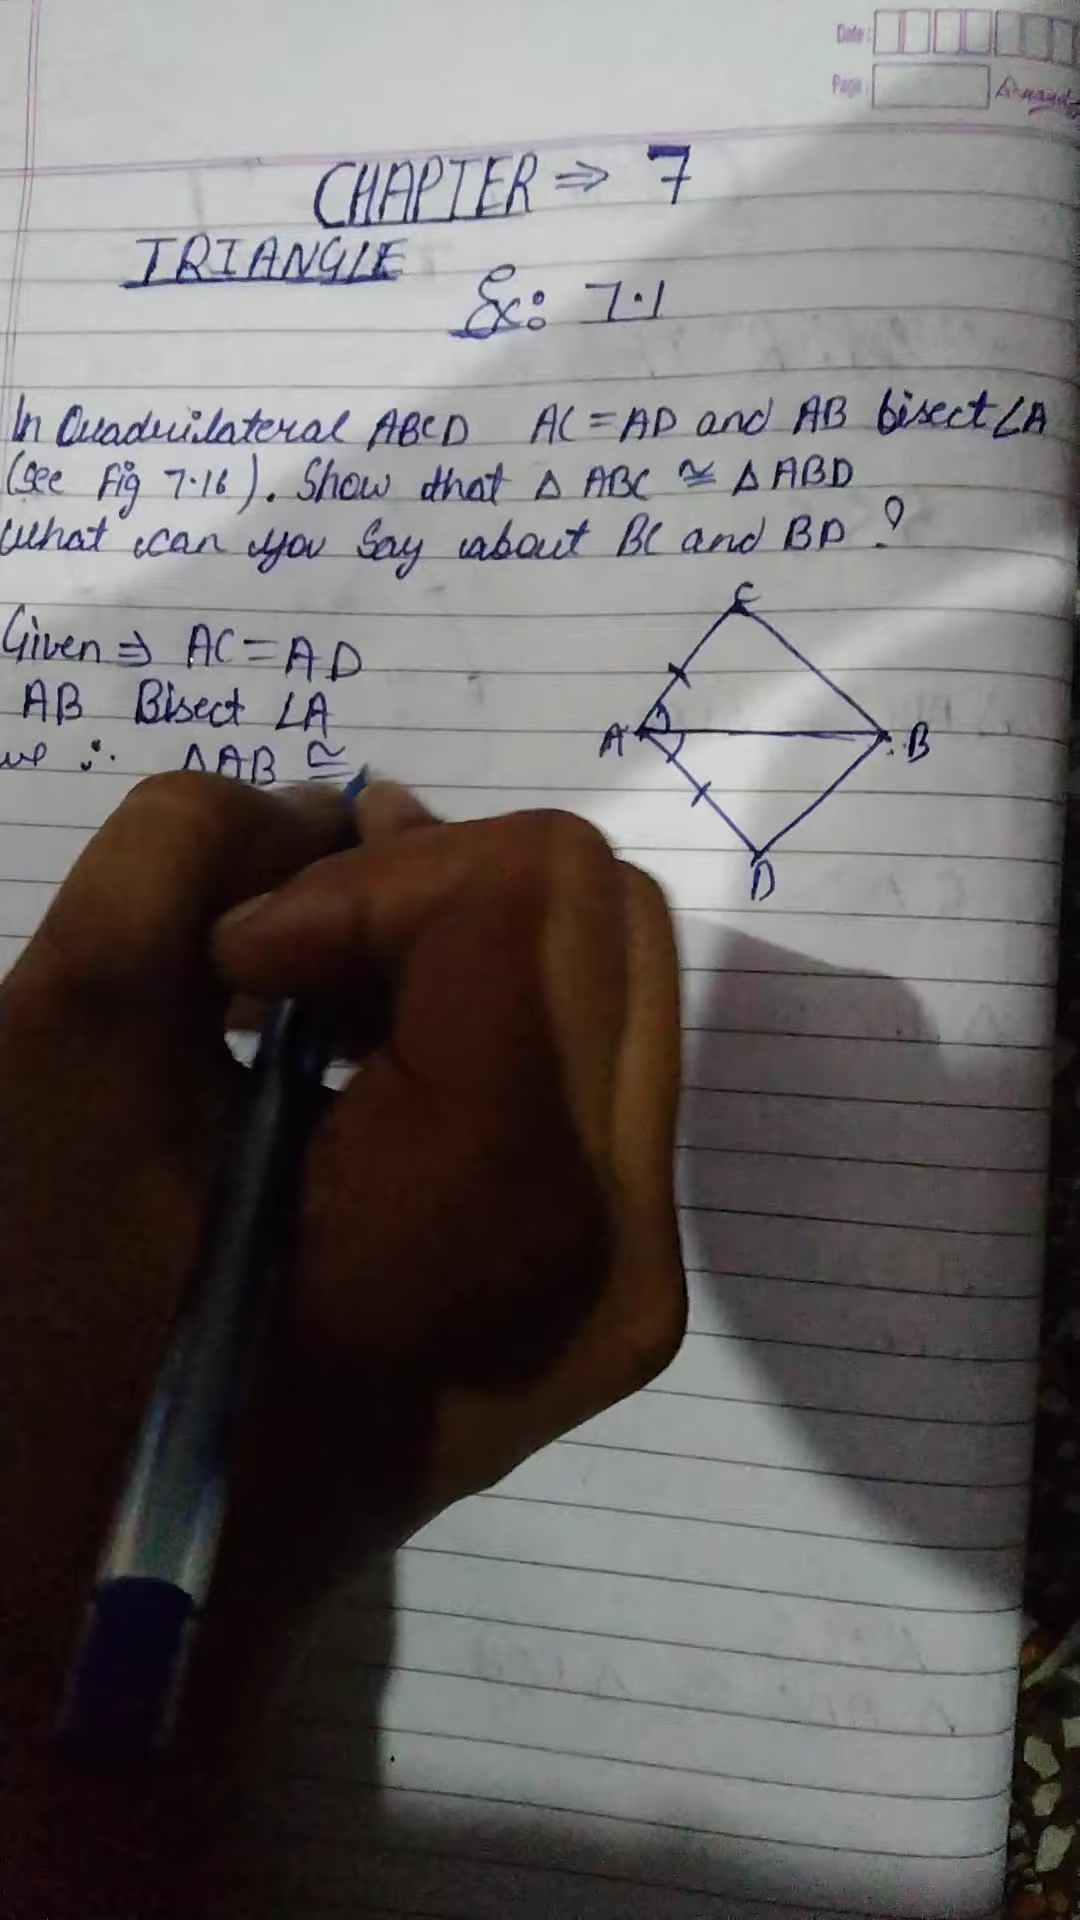 Date:
Page:
CHAPTER ⇒ 7
TRIANGLE
Ex: 7.1
In Quadrilateral ABCD AC = AD and AB bisect ∠A
(See Fig 7.16). Show that △ ABC ≅ △ ABD
What can you Say about BC and BD ?
Given ⇒ AC = AD
AB Bisect ∠A
∴ △AB ≅
C
A
B
D